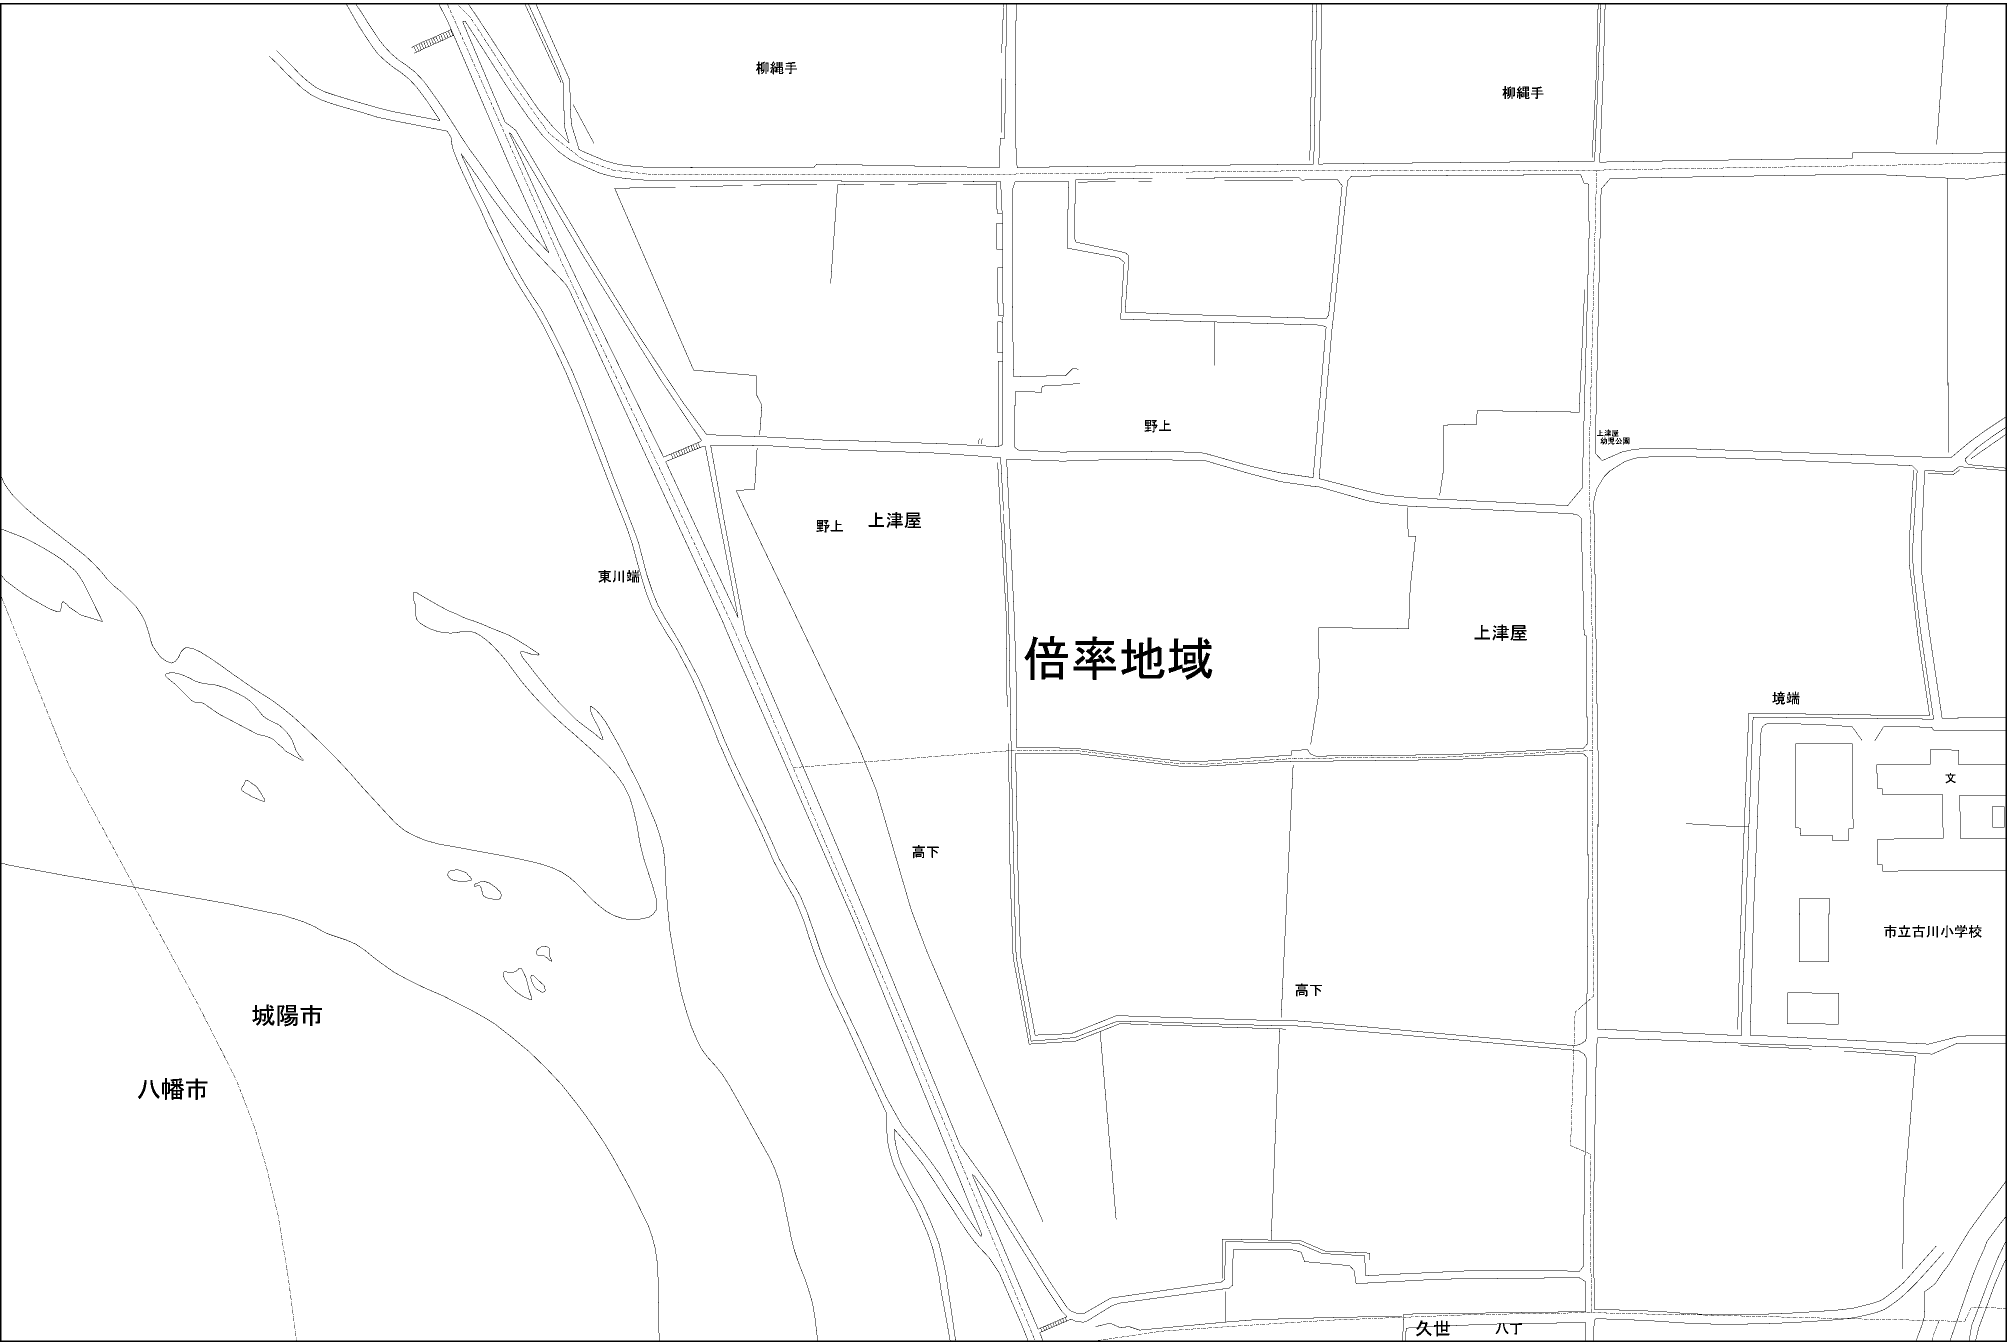 柳縄手
柳縄手
野上
上津屋
幼児公園
野上
上津屋
東川端
上津屋
倍率地域
境端
文
高下
市立古川小学校
高下
城陽市
八幡市
久世
八丁